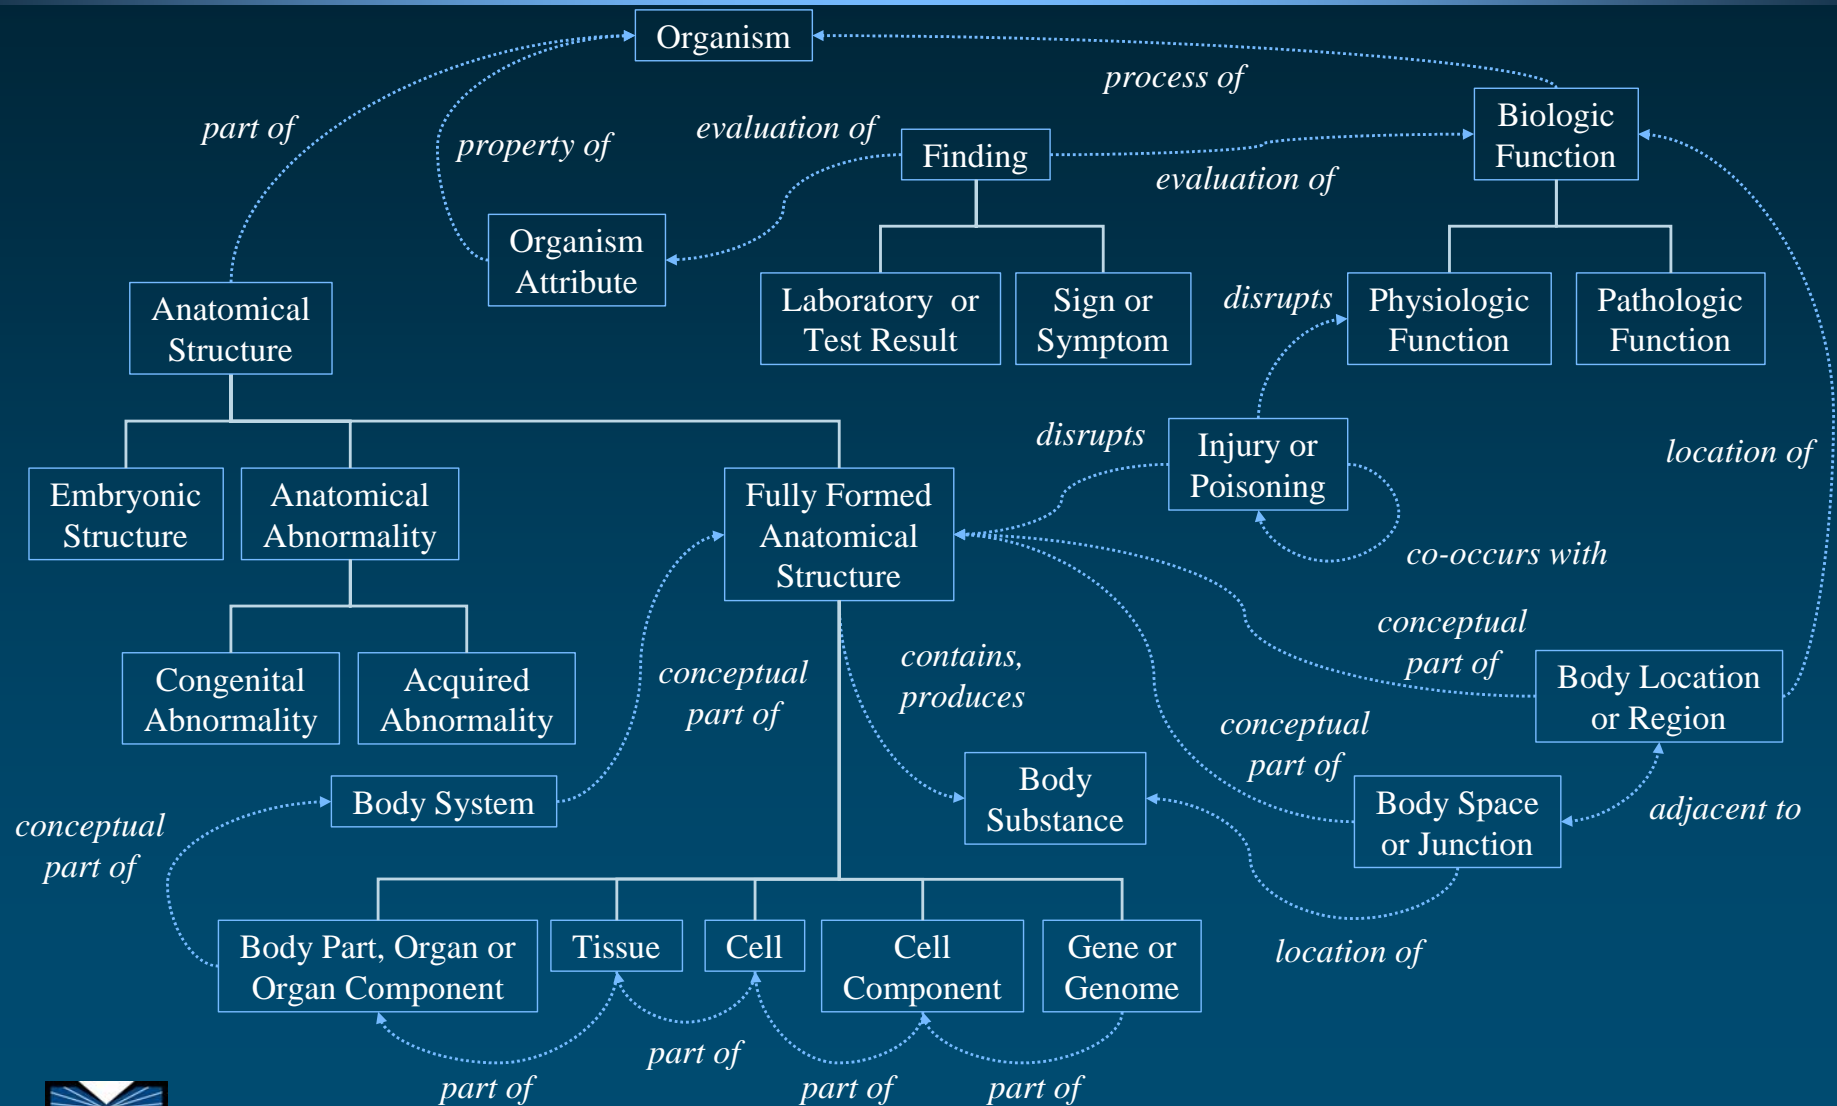 Organism
process of
part of
property of
evaluation of
Finding
evaluation of
Biologic
Function
Organism
Attribute
Anatomical
Structure
Laboratory or
Test Result
Sign or
Symptom
disrupts
Physiologic
Function
Pathologic
Function
disrupts
Injury or
Poisoning
location of
co-occurs with
Embryonic
Structure
Anatomical
Abnormality
Fully Formed
Anatomical
Structure
Congenital
Abnormality
Acquired
Abnormality
conceptual
part of
contains,
produces
conceptual
part of
Body Location
or Region
conceptual
part of
Body System
Body
Substance
Body Space
or Junction
adjacent to
conceptual
part of
Body Part, Organ or
Organ Component
Tissue
Cell
Cell
Component
Gene or
Genome
location of
part of
part of
part of
part of